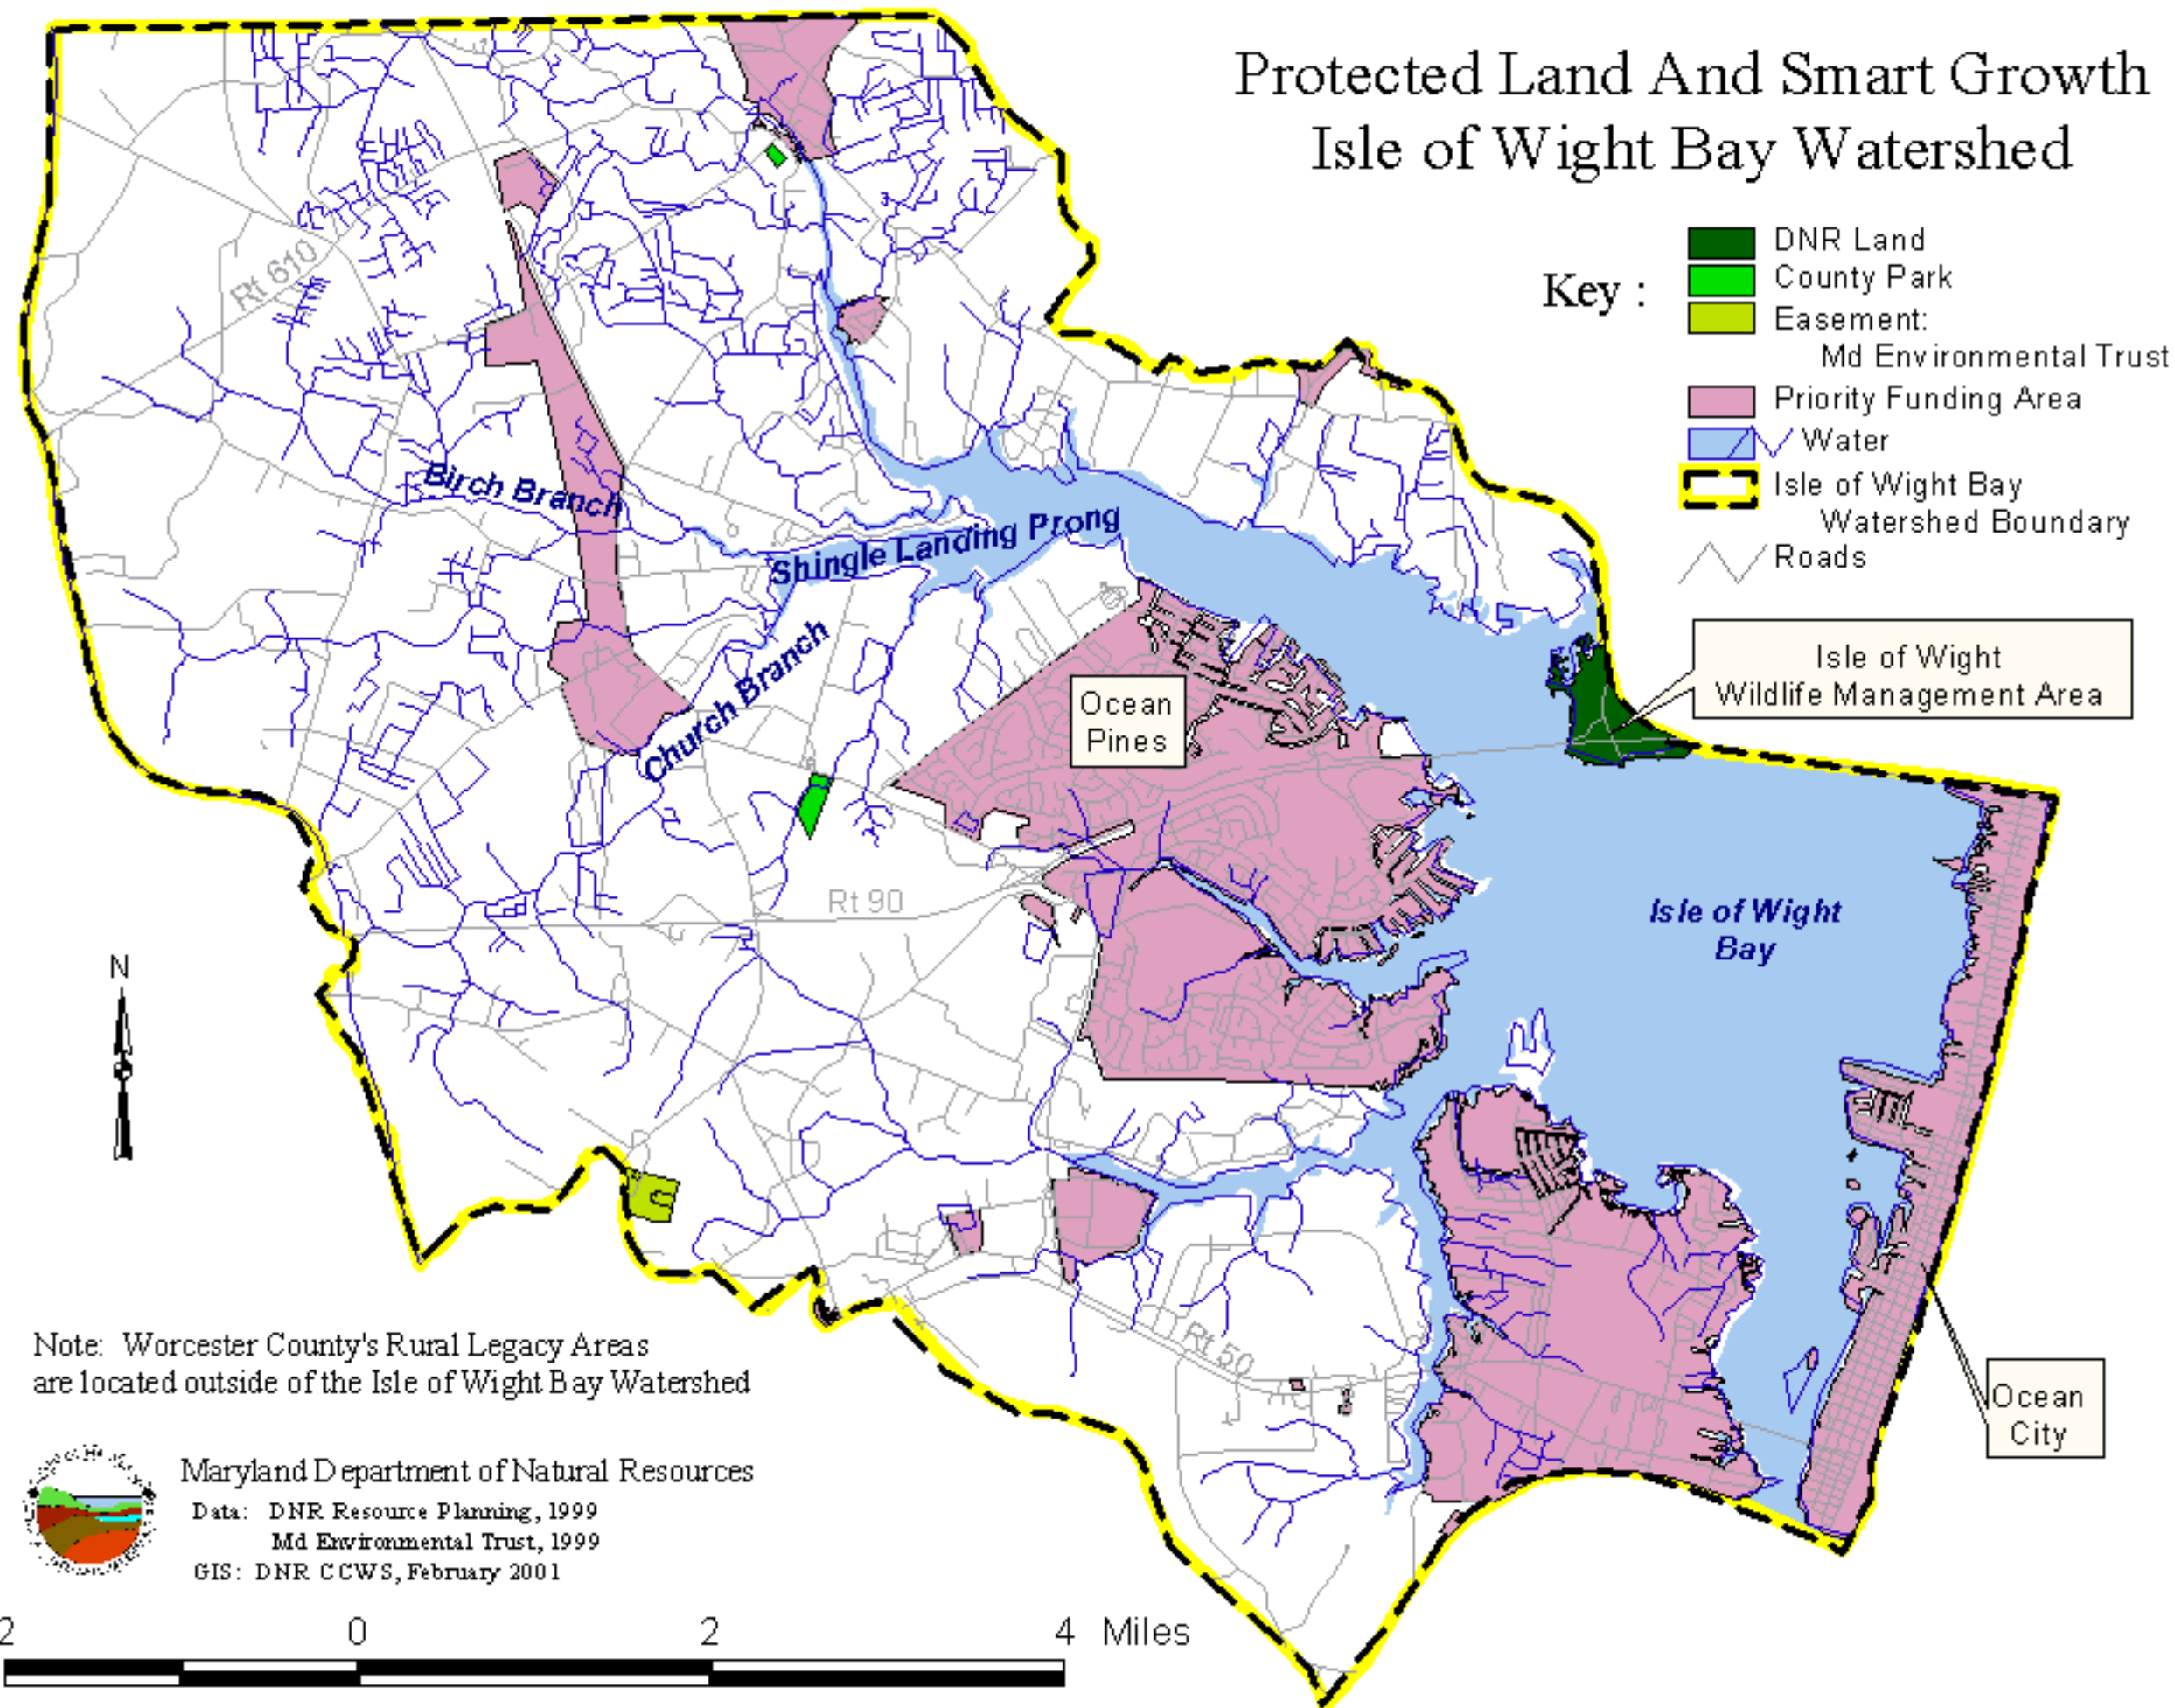 Protected Land And Smart Growth
Isle of Wight Bay Watershed
Key :
DNR Land
County Park
Easement:
Md Environmental Trust
Priority Funding Area
Water
Isle of Wight Bay
Watershed Boundary
Roads
Rt 610
Birch Branch
Shingle Landing Prong
Church Branch
Ocean
Pines
Isle of Wight
Wildlife Management Area
Rt 90
Isle of Wight
Bay
N
Rt 50
Ocean
City
Note: Worcester County's Rural Legacy Areas
are located outside of the Isle of Wight Bay Watershed
Maryland Department of Natural Resources
Data: DNR Resource Planning, 1999
Md Environmental Trust, 1999
GIS: DNR CCWS, February 2001
2 0 2 4 Miles